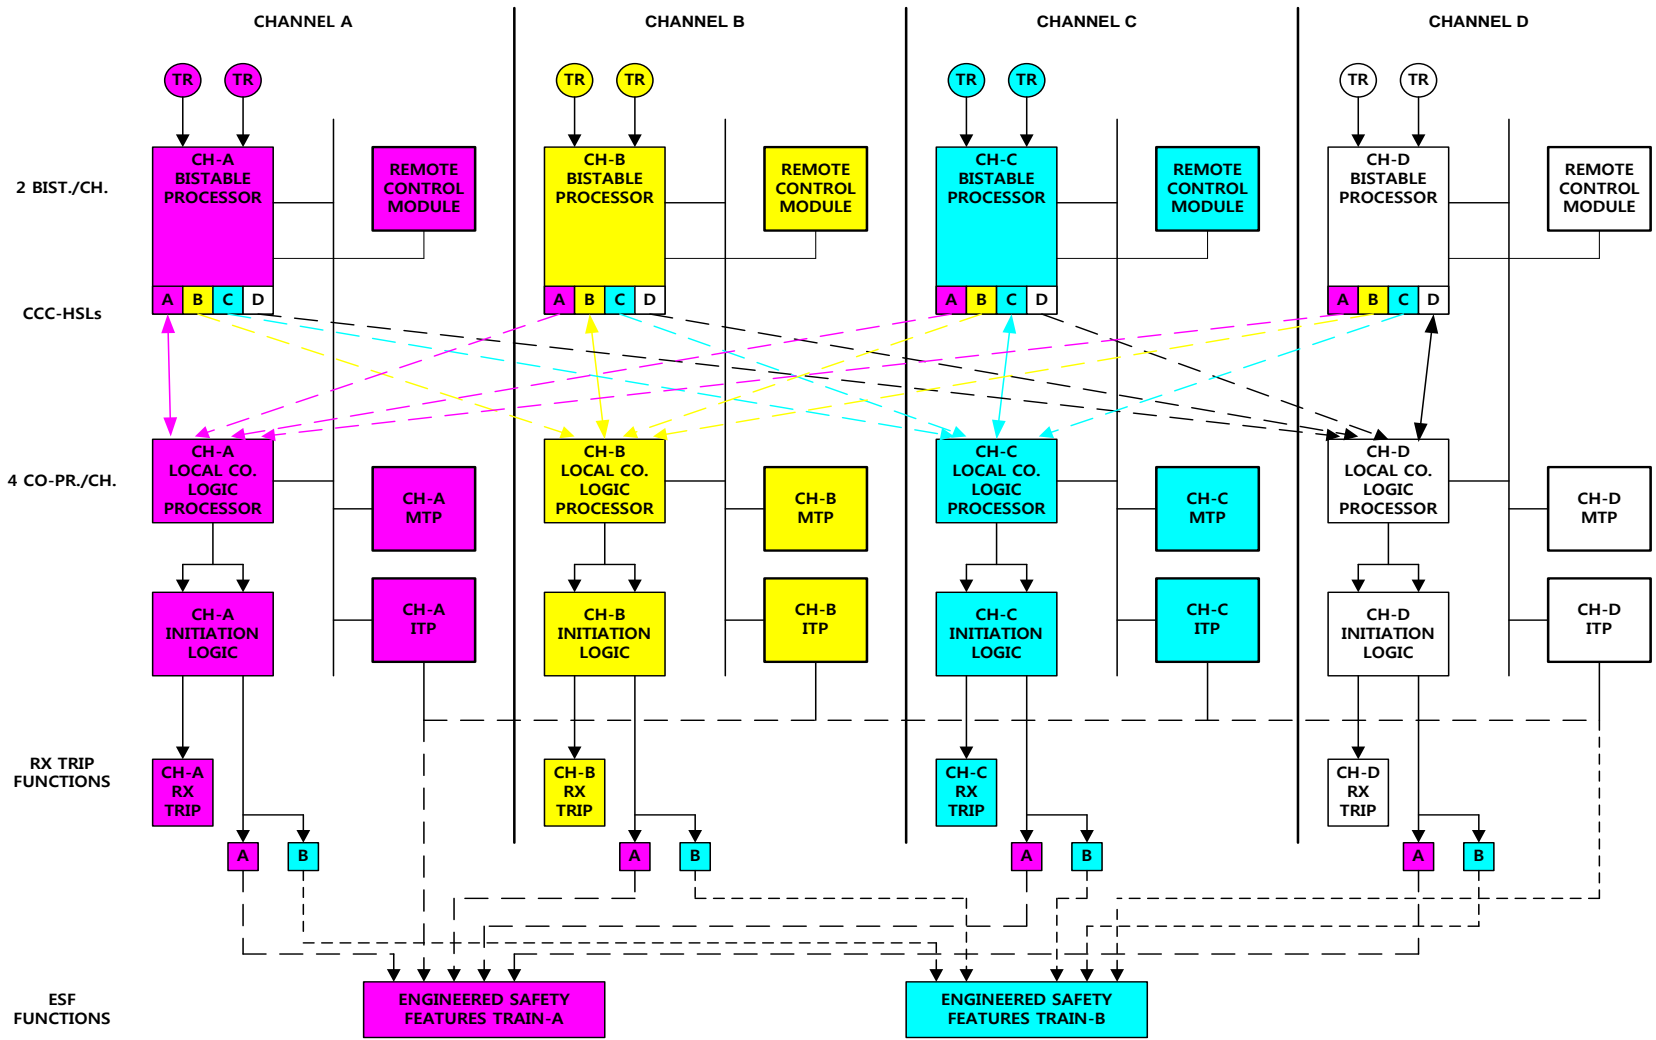 CHANNEL A
CHANNEL B
CHANNEL C
CHANNEL D
TR TR
TR TR
TR TR
TR TR
2 BIST./CH.
CH-A
BISTABLE
PROCESSOR
REMOTE
CONTROL
MODULE
CH-B
BISTABLE
PROCESSOR
REMOTE
CONTROL
MODULE
CH-C
BISTABLE
PROCESSOR
REMOTE
CONTROL
MODULE
CH-D
BISTABLE
PROCESSOR
REMOTE
CONTROL
MODULE
CCC-HSLs
A B C D
A B C D
A B C D
A B C D
4 CO-PR./CH.
CH-A
LOCAL CO.
LOGIC
PROCESSOR
CH-A
MTP
CH-B
LOCAL CO.
LOGIC
PROCESSOR
CH-B
MTP
CH-C
LOCAL CO.
LOGIC
PROCESSOR
CH-C
MTP
CH-D
LOCAL CO.
LOGIC
PROCESSOR
CH-D
MTP
CH-A
INITIATION
LOGIC
CH-A
ITP
CH-B
INITIATION
LOGIC
CH-B
ITP
CH-C
INITIATION
LOGIC
CH-C
ITP
CH-D
INITIATION
LOGIC
CH-D
ITP
RX TRIP
FUNCTIONS
CH-A
RX
TRIP
CH-B
RX
TRIP
CH-C
RX
TRIP
CH-D
RX
TRIP
A B
A B
A B
A B
ESF
FUNCTIONS
ENGINEERED SAFETY
FEATURES TRAIN-A
ENGINEERED SAFETY
FEATURES TRAIN-B